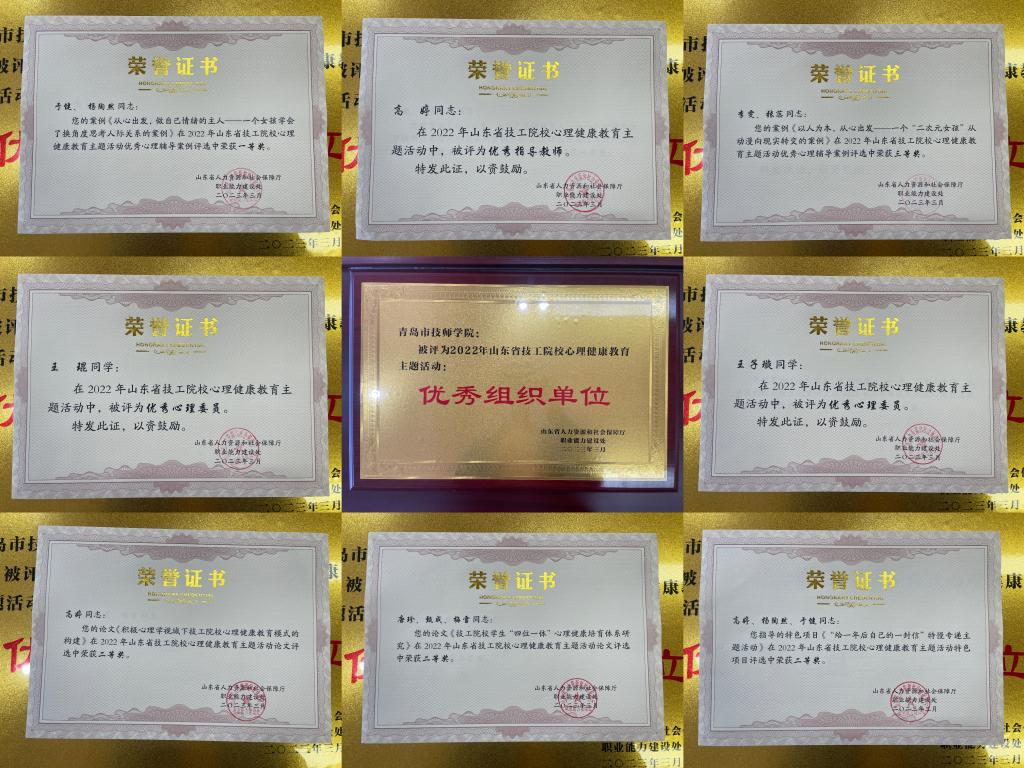 荣誉证书
HONORARY CREDENTIAL
于健、杨陶然同志：
您的案例《从心出发，做自己情绪的主人——一个女孩学会
了换角度思考人际关系的案例》在2022年山东省技工院校心理
健康教育主题活动优秀心理辅导案例评选中荣获一等奖。
山东省人力资源和社会保障厅
职业能力建设处
二〇二三年三月
荣誉证书
HONORARY CREDENTIAL
高 婷同志：
在2022年山东省技工院校心理健康教育主
题活动中，被评为优秀指导教师。
特发此证，以资鼓励。
山东省人力资源和社会保障厅
职业能力建设处
二〇二三年三月
荣誉证书
HONORARY CREDENTIAL
您的案例《以人为本，从心出发——一个“二次元女孩”从
动漫向现实转变的案例》在2022年山东省技工院校心理健康教
育主题活动优秀心理辅导案例评选中荣获三等奖。
山东省人力资源和社会保障厅
职业能力建设处
二〇二三年三月
荣誉证书
HONORARY CREDENTIAL
王 琨同学：
在2022年山东省技工院校心理健康教育主
题活动中，被评为优秀心理委员。
特发此证，以资鼓励。
山东省人力资源和社会保障厅
职业能力建设处
二〇二三年三月
青岛市技师学院：
被评为2022年山东省技工院校心理健康教育
主题活动：
优秀组织单位
山东省人力资源和社会保障厅
职业能力建设处
二〇二三年三月
荣誉证书
HONORARY CREDENTIAL
王子璇同学：
在2022年山东省技工院校心理健康教育主
题活动中，被评为优秀心理委员。
特发此证，以资鼓励。
山东省人力资源和社会保障厅
职业能力建设处
二〇二三年三月
荣誉证书
HONORARY CREDENTIAL
高婷同志：
您的论文《积极心理学视域下技工院校心理健康教育模式的
构建》在2022年山东省技工院校心理健康教育主题活动论文评
选中荣获二等奖。
山东省人力资源和社会保障厅
职业能力建设处
二〇二三年三月
荣誉证书
HONORARY CREDENTIAL
您的论文《技工院校学生“四位一体”心理健康培育体系研
究》在2022年山东省技工院校心理健康教育主题活动论文评选
中荣获二等奖。
山东省人力资源和社会保障厅
职业能力建设处
二〇二三年三月
荣誉证书
HONORARY CREDENTIAL
高婷、杨陶然、于健同志：
您指导的特色项目《“给一年后自己的一封信”特慢专递主
题活动》在2022年山东省技工院校心理健康教育主题活动特色
项目评选中荣获二等奖。
山东省人力资源和社会保障厅
职业能力建设处
二〇二三年三月
职业能力建设处
二〇二三年三月